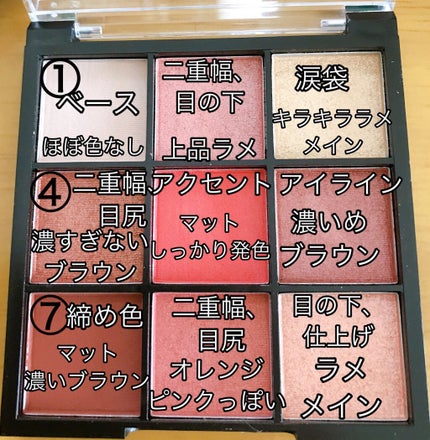 ①
ベース
ほぼ色なし
二重幅、
目の下
上品ラメ
涙袋
キラキララメ
メイン
④二重幅、
目尻
濃すぎない
ブラウン
アクセント
マット
しっかり発色
アイライン
濃いめ
ブラウン
⑦締め色
マット
濃いブラウン
二重幅、
目尻
オレンジ
ピンクっぽい
目の下、
仕上げ
ラメ
メイン